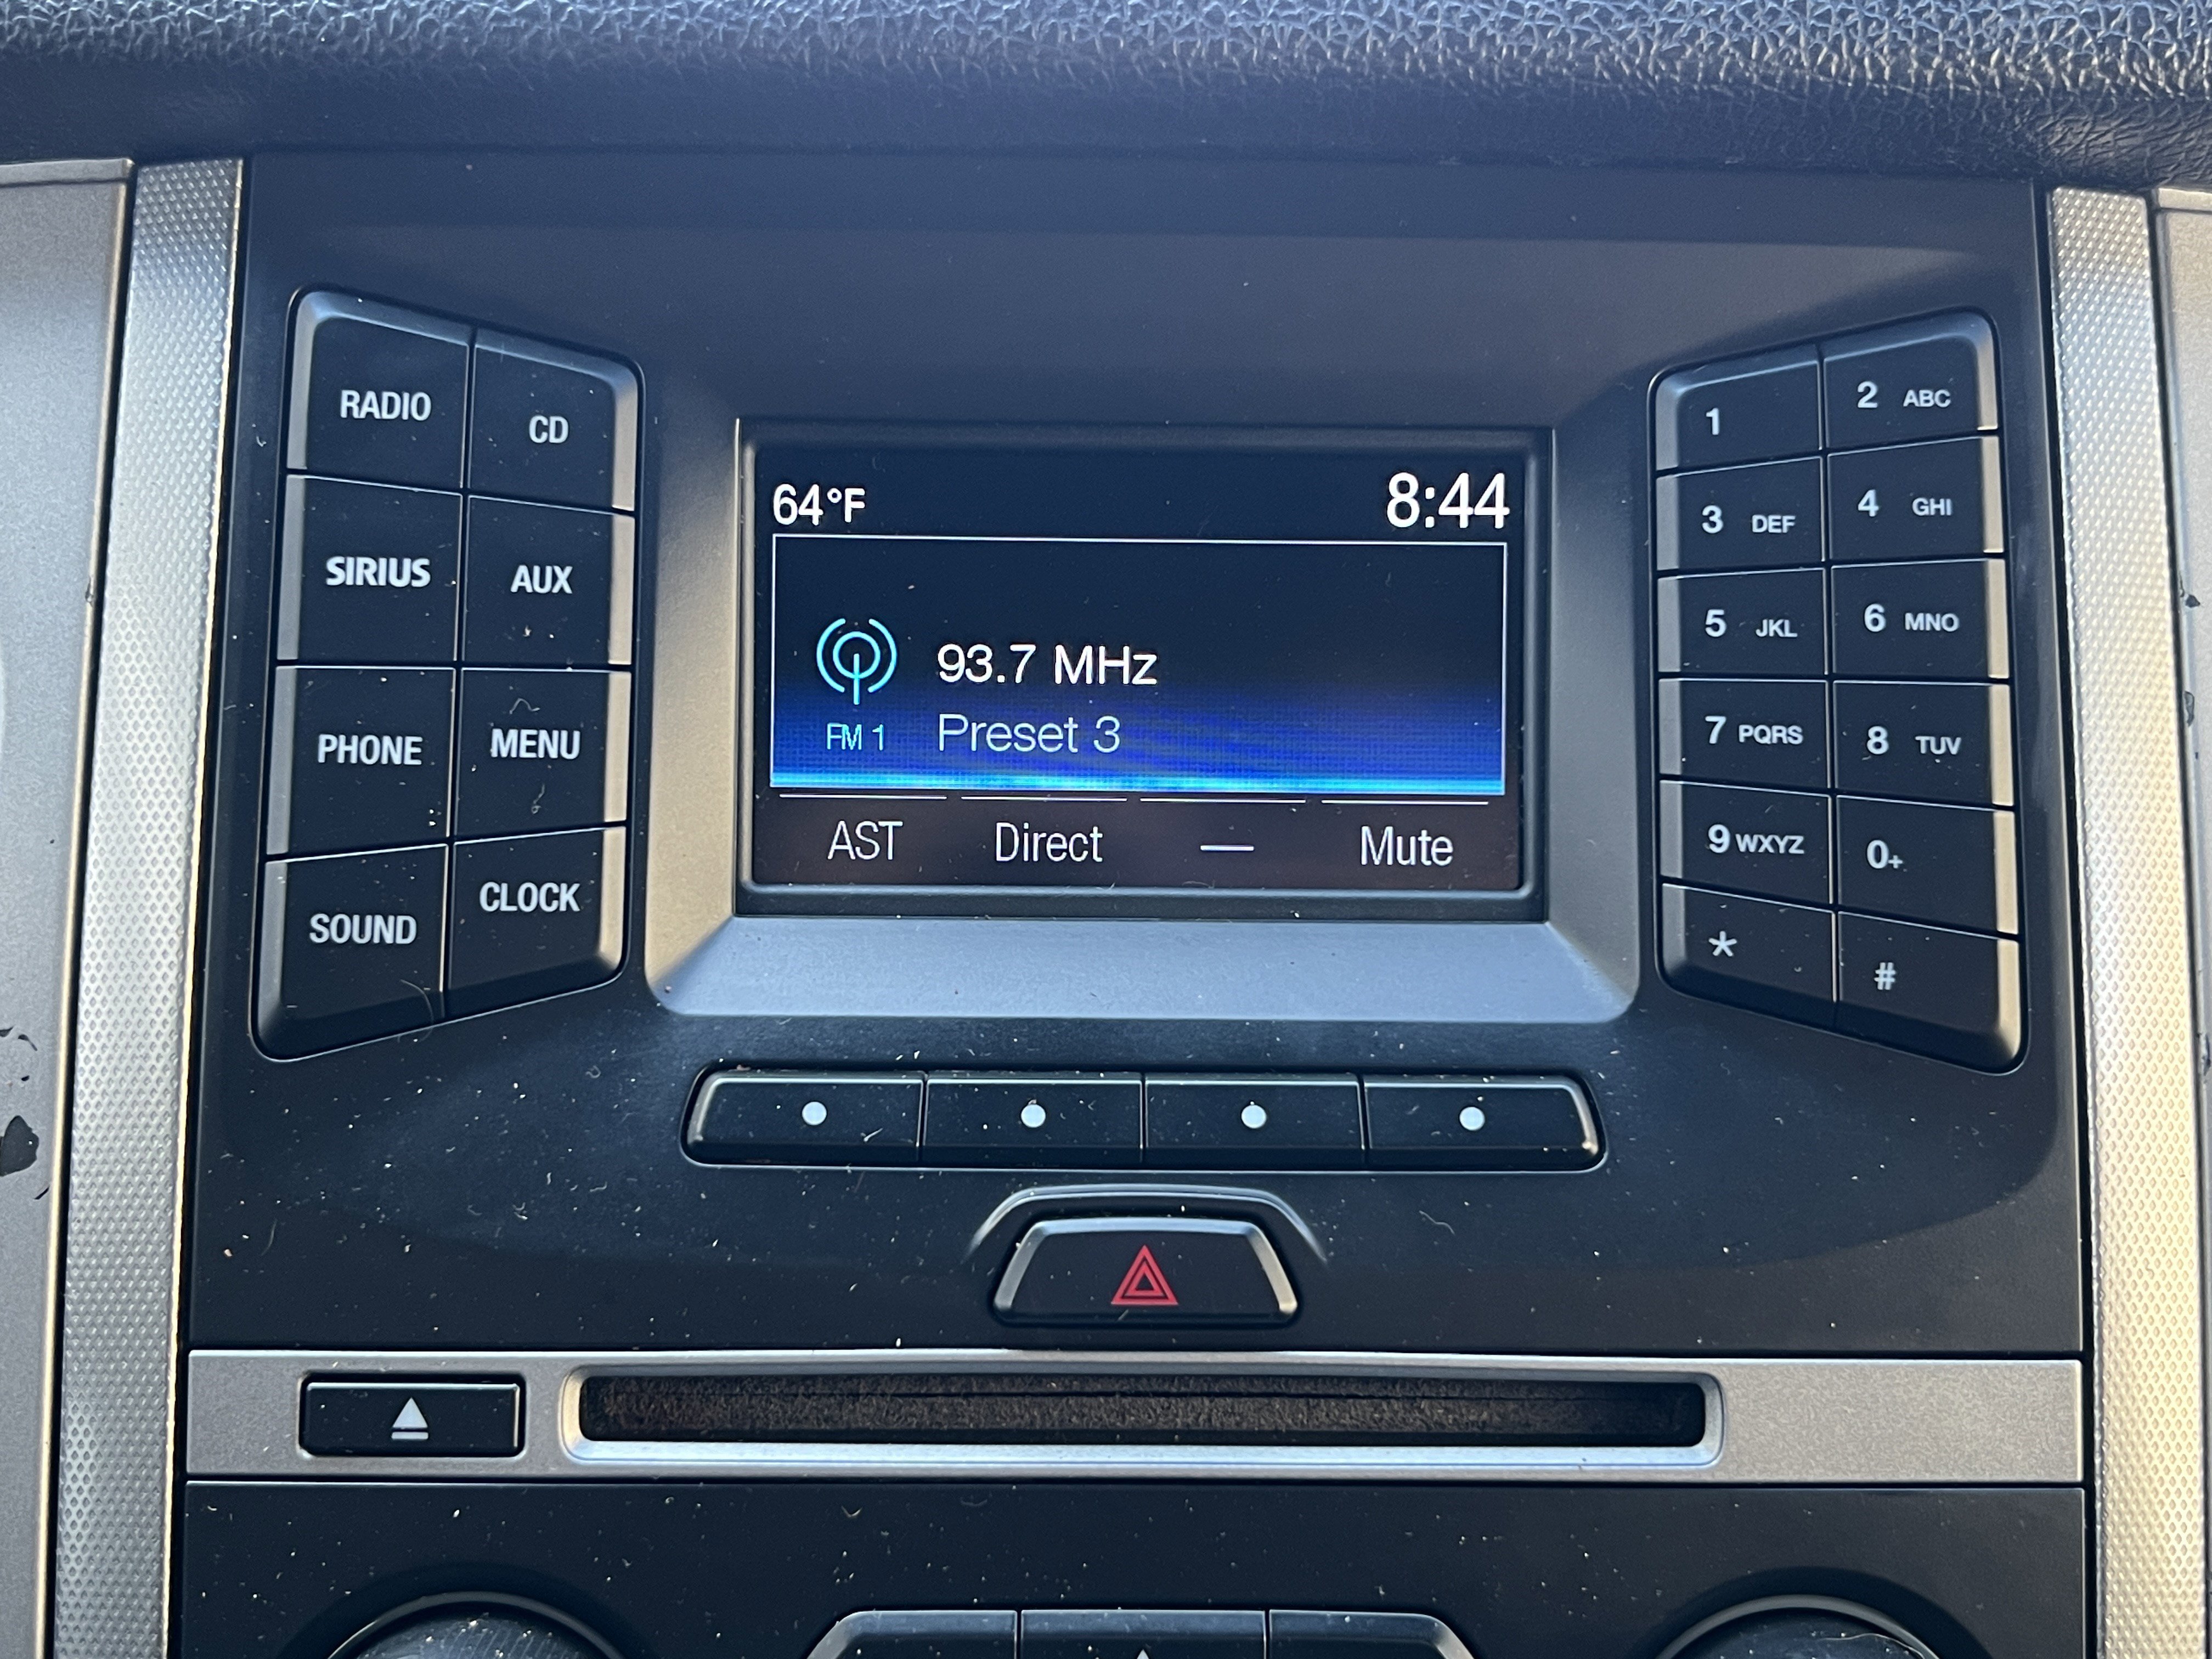 RADIO CD
SIRIUS AUX
PHONE MENU
SOUND CLOCK
64°F 8:44
93.7 MHz
FM 1 Preset 3
AST Direct — Mute
1 2 ABC
3 DEF 4 GHI
5 JKL 6 MNO
7 PQRS 8 TUV
9 WXYZ 0+
* #